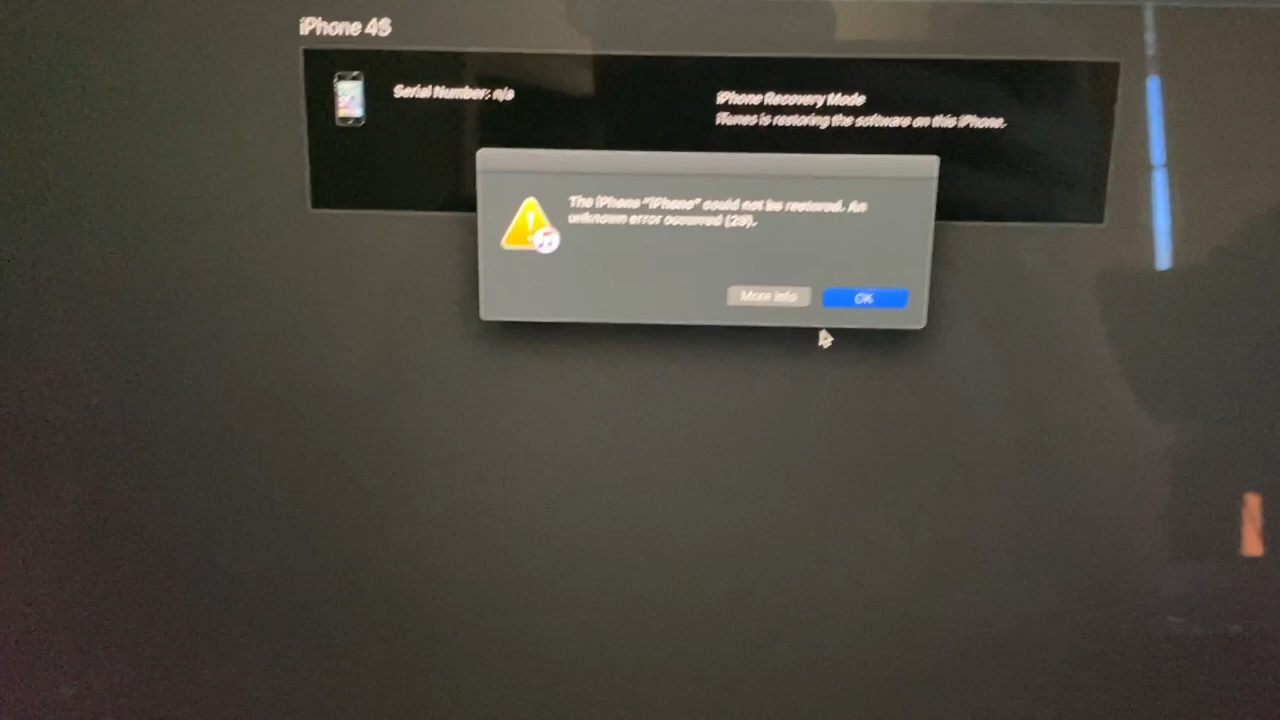 iPhone 4S
Serial Number: n/a
iPhone Recovery Mode
iTunes is restoring the software on this iPhone.
The iPhone "iPhone" could not be restored. An
unknown error occurred (29).
More Info
OK